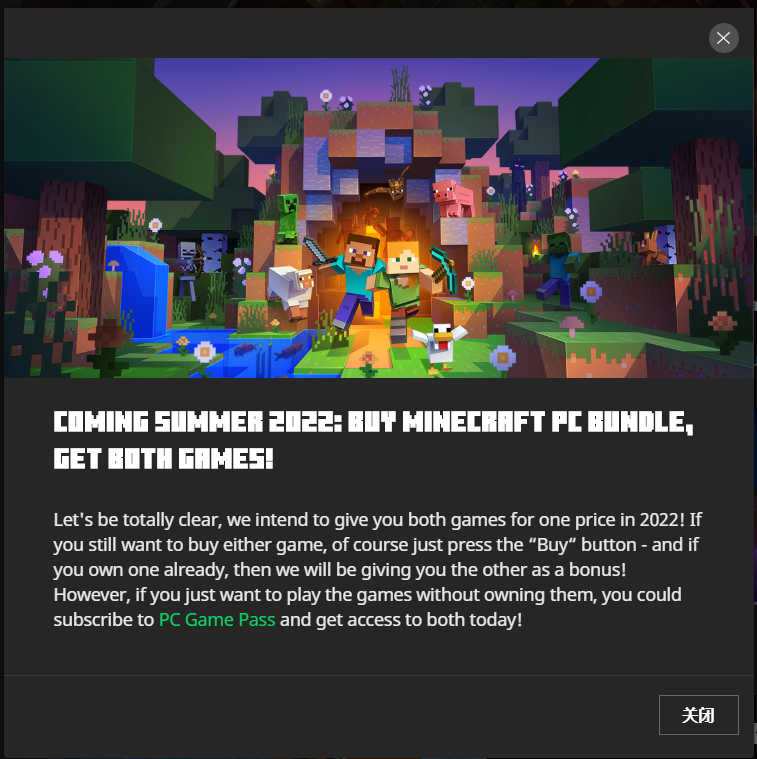 COMING SUMMER 2022: BUY MINECRAFT PC BUNDLE,
GET BOTH GAMES!
Let's be totally clear, we intend to give you both games for one price in 2022! If
you still want to buy either game, of course just press the “Buy“ button - and if
you own one already, then we will be giving you the other as a bonus!
However, if you just want to play the games without owning them, you could
subscribe to PC Game Pass and get access to both today!
关闭